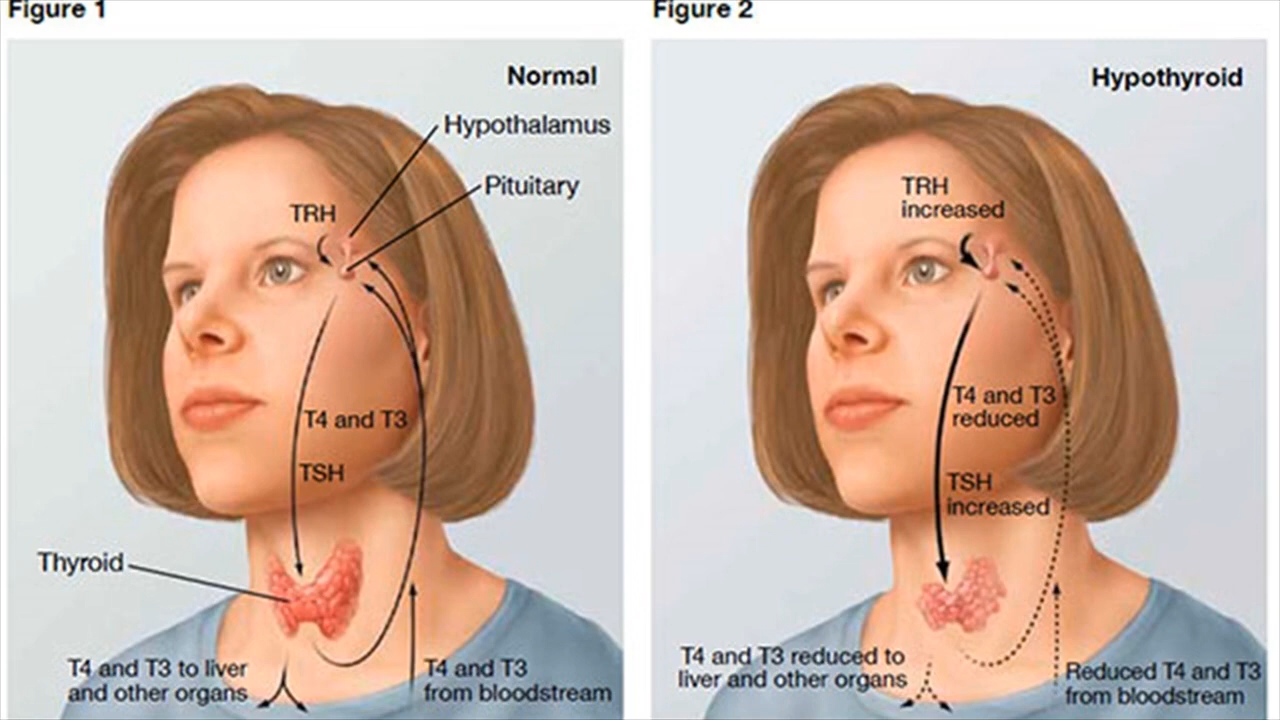 Figure 1
Normal
Hypothalamus
Pituitary
TRH
T4 and T3
TSH
Thyroid
T4 and T3 to liver
and other organs
T4 and T3
from bloodstream
Figure 2
Hypothyroid
TRH
increased
T4 and T3
reduced
TSH
increased
T4 and T3 reduced to
liver and other organs
Reduced T4 and T3
from bloodstream